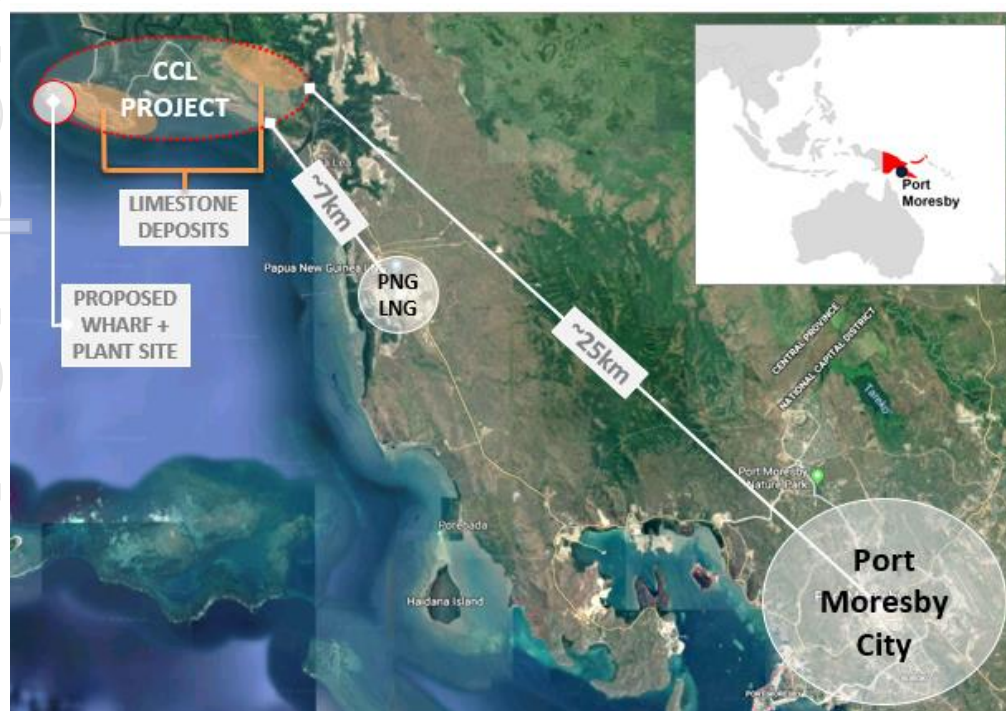 CCL
PROJECT
LIMESTONE
DEPOSITS
PROPOSED
WHARF +
PLANT SITE
~7km
Papua New Guinea
PNG
LNG
~25km
Port
Moresby
CENTRAL PROVINCE
NATIONAL CAPITAL DISTRICT
Port Moresby
Nature Park
Porebada
Haidana Island
Port
Moresby
City